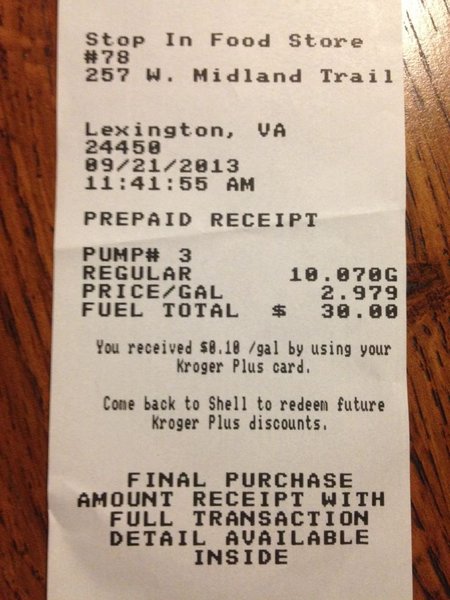 Stop In Food Store
#78
257 W. Midland Trail
Lexington, VA
24450
09/21/2013
11:41:55 AM
PREPAID RECEIPT
PUMP# 3
REGULAR 10.070G
PRICE/GAL 2.979
FUEL TOTAL $ 30.00
You received $0.10 /gal by using your
Kroger Plus card.
Come back to Shell to redeem future
Kroger Plus discounts.
FINAL PURCHASE
AMOUNT RECEIPT WITH
FULL TRANSACTION
DETAIL AVAILABLE
INSIDE